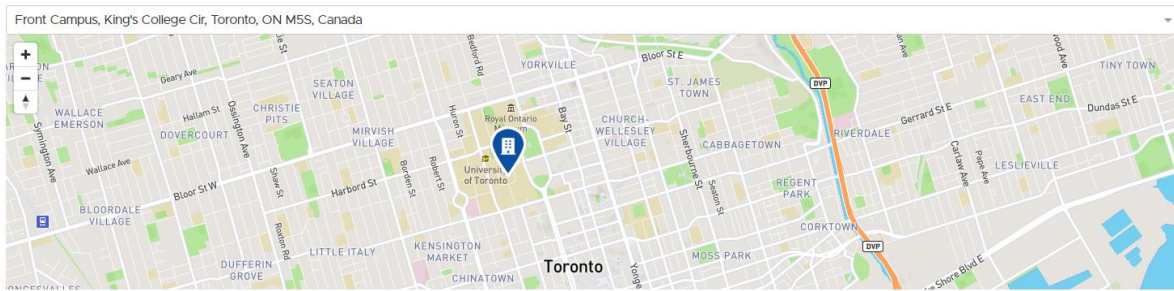 Front Campus, King's College Cir, Toronto, ON M5S, Canada
Bedford Rd
YORKVILLE
Bloor St E
TINY TOWN
Geary Ave
SEATON
VILLAGE
ST. JAMES
TOWN
DVP
WALLACE
EMERSON
Hallam St
Ossington Ave
CHRISTIE
PITS
Huron St
Royal Ontario
Bay St
CHURCH-
WELLESLEY
VILLAGE
EAST END
Dundas St E
Gerrard St E
Symington Ave
DOVERCOURT
MIRVISH
VILLAGE
RIVERDALE
CABBAGETOWN
Sherbourne St
Wallace Ave
Bloor St W
Shaw St
Harbord St
Borden St
Robert St
of Toronto
Seaton St
REGENT
PARK
Carlaw Ave
Pape Ave
LESLIEVILLE
BLOORDALE
VILLAGE
Roxton Rd
LITTLE ITALY
KENSINGTON
MARKET
CORKTOWN
DVP
DUFFERIN
GROVE
CHINATOWN
Toronto
Yonge
MOSS PARK
Shore Blvd E